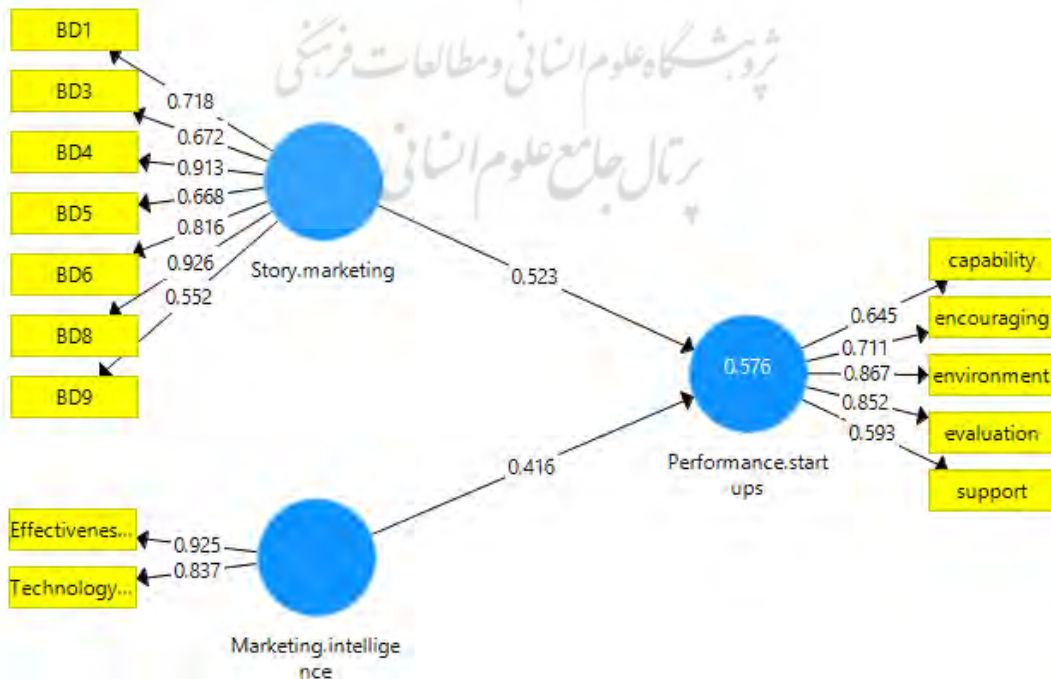 پژوهشگاه علوم انسانی و مطالعات فرهنگی
پرتال جامع علوم انسانی
BD1
0.718
BD3
0.672
BD4
0.913
BD5
0.668
BD6
0.816
BD8
0.926
BD9
0.552
Story.marketing
0.523
0.576
Performance.start
ups
capability
0.645
encouraging
0.711
environment
0.867
evaluation
0.852
support
0.593
0.416
Effectivenes...
0.925
Technology...
0.837
Marketing.intellige
nce